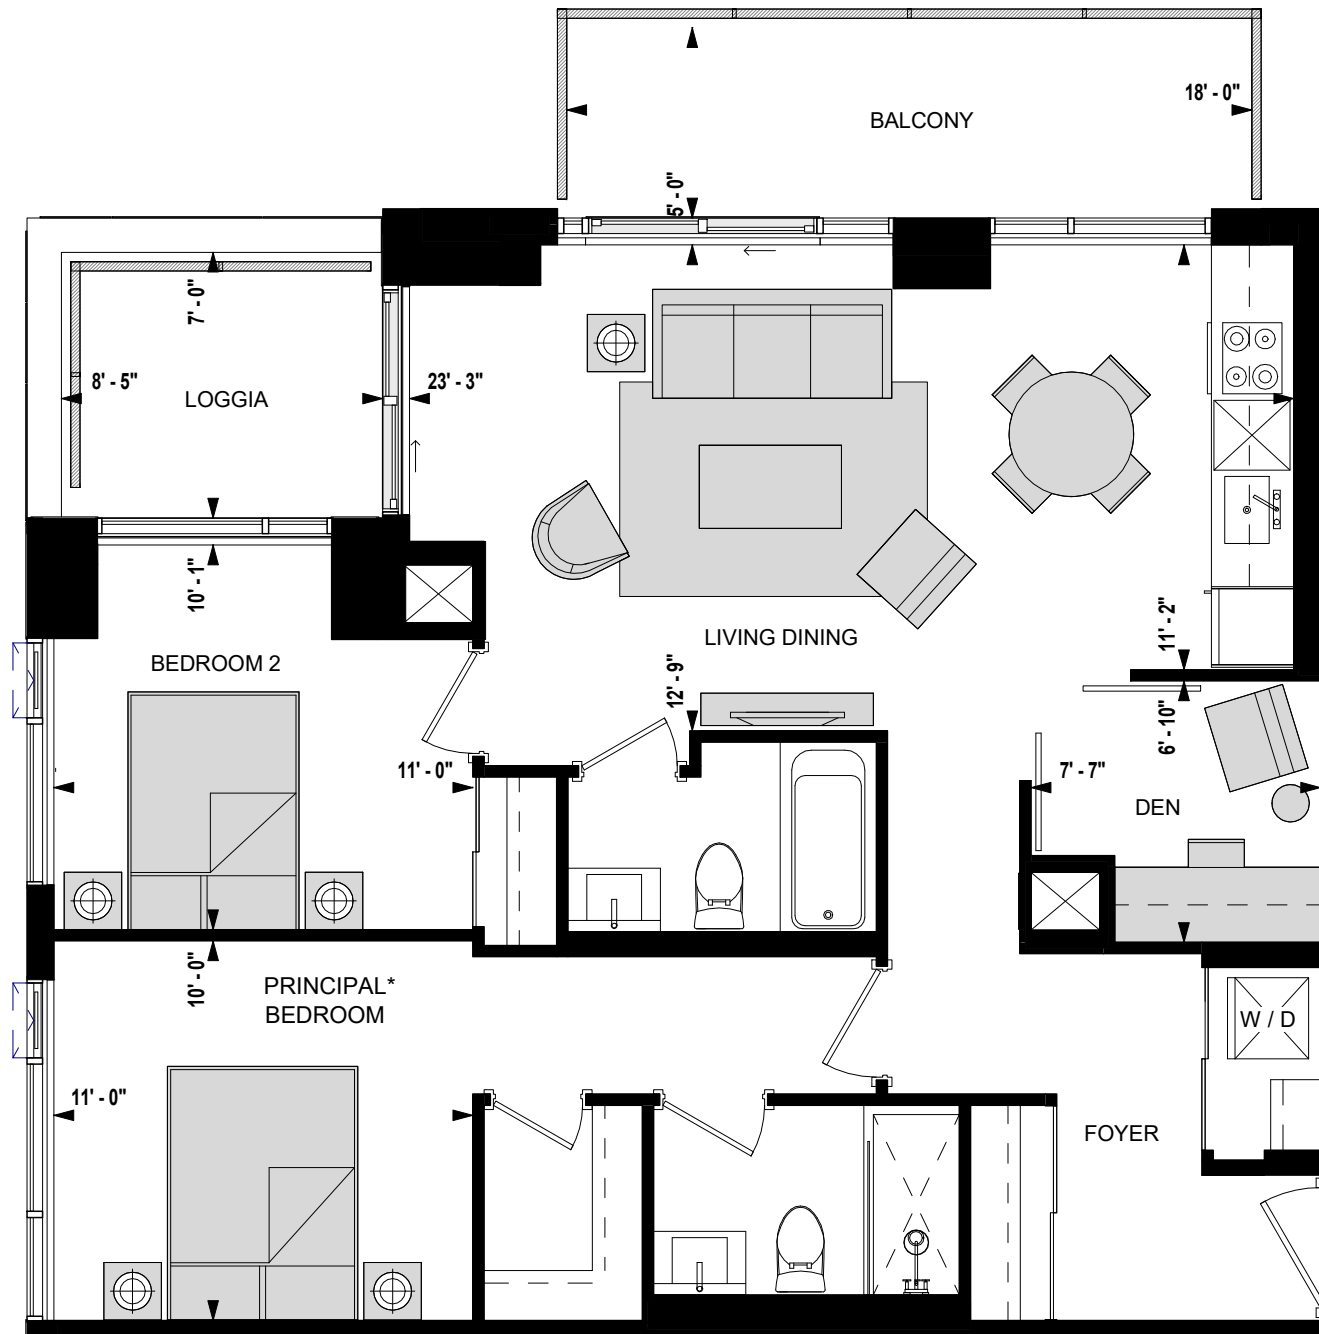 18' - 0"
BALCONY
5' - 0"
7' - 0"
8' - 5"
LOGGIA
23' - 3"
10' - 1"
BEDROOM 2
LIVING DINING
11' - 2"
12' - 9"
6' - 10"
11' - 0"
7' - 7"
DEN
10' - 0"
PRINCIPAL*
BEDROOM
W / D
11' - 0"
FOYER